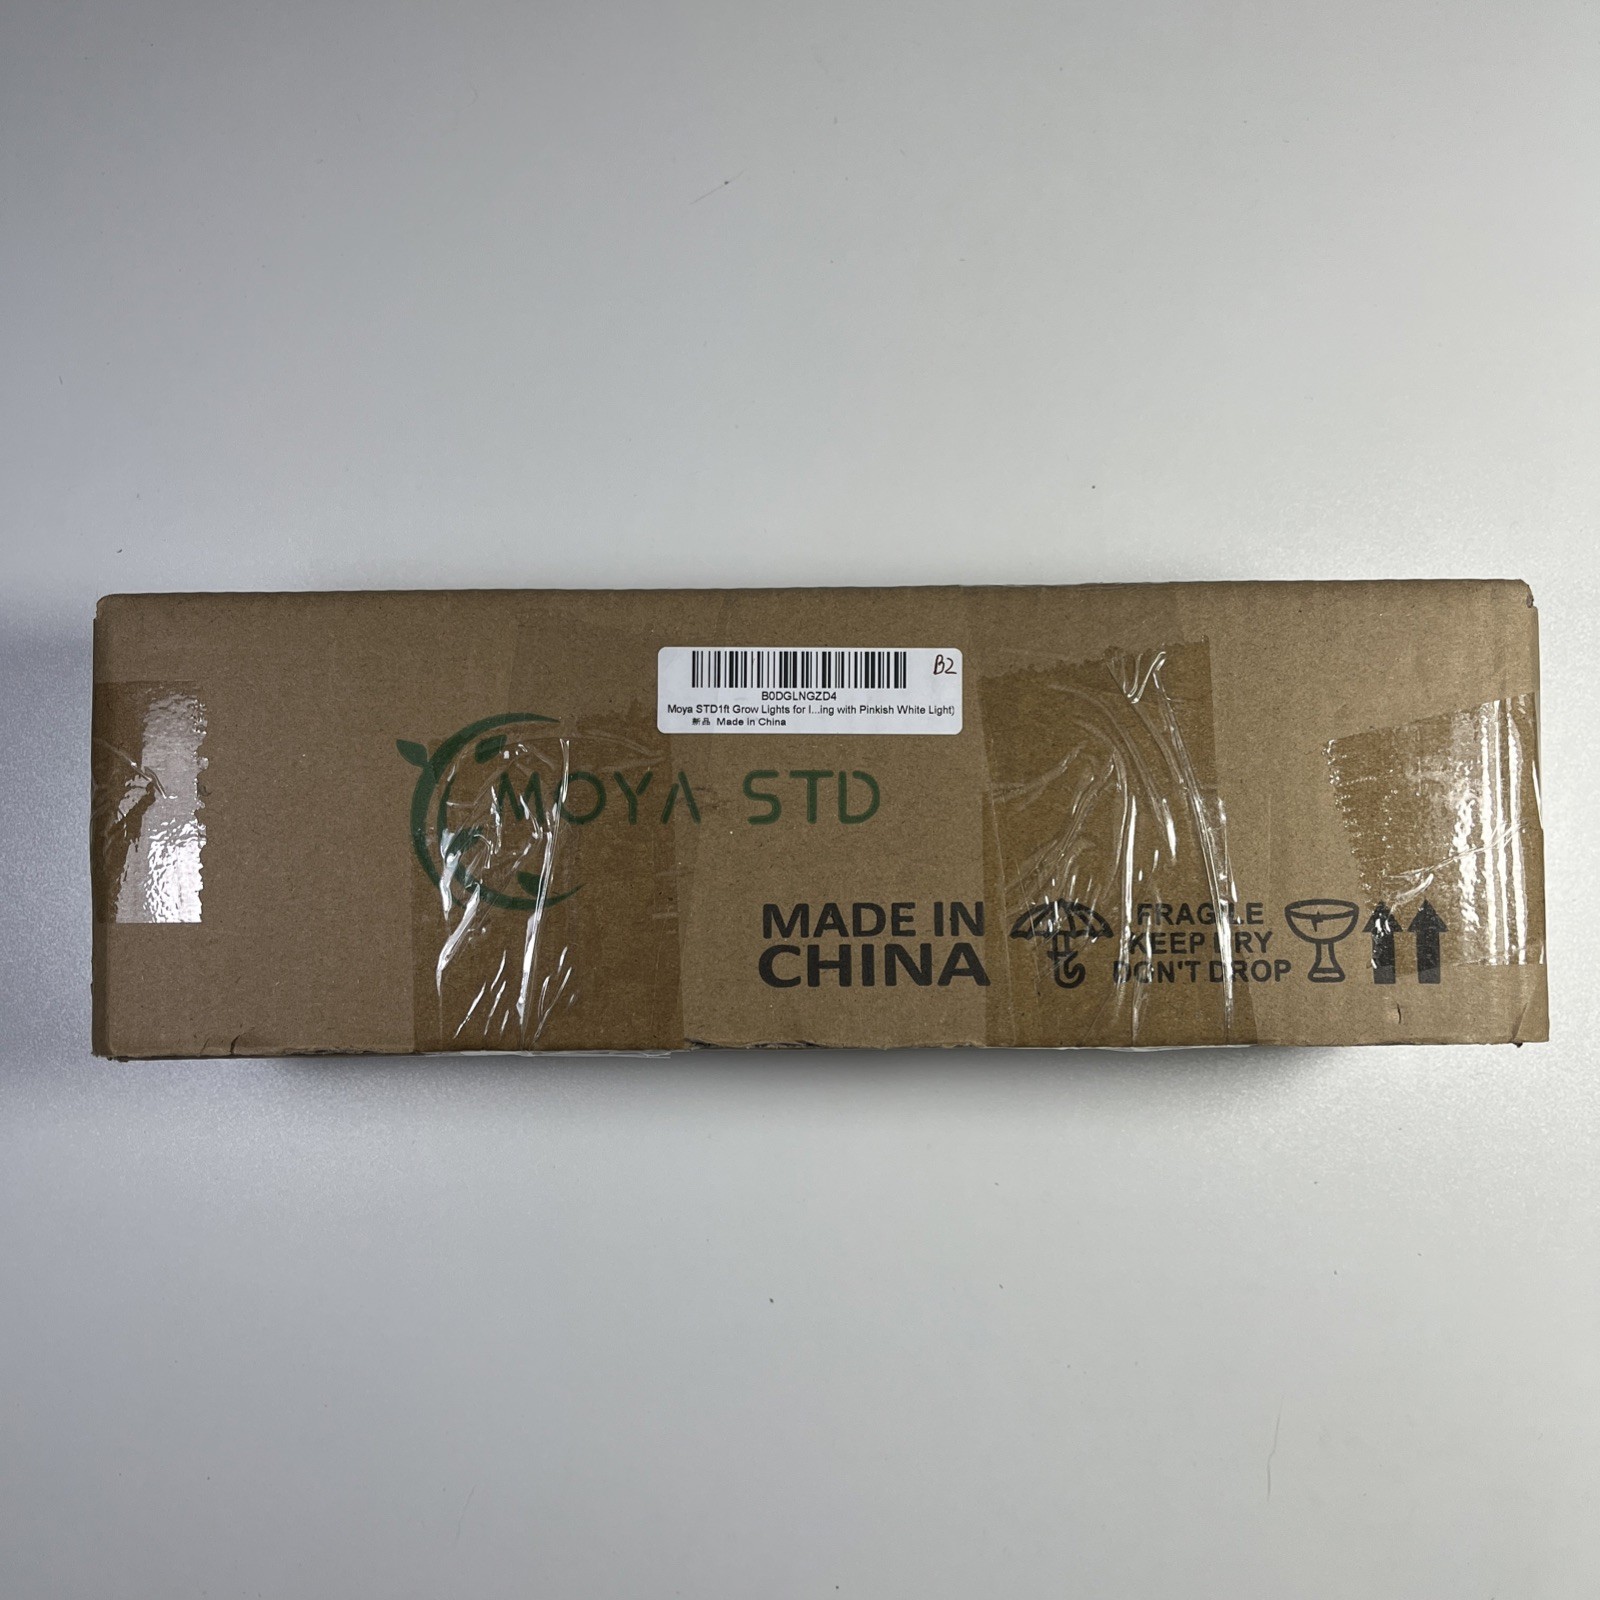 B2
B0DGLNGZD4
Moya STD1ft Grow Lights for I...ing with Pinkish White Light)
新品 Made in China
MOYA STD
MADE IN
CHINA
FRAGILE
KEEP DRY
DON'T DROP